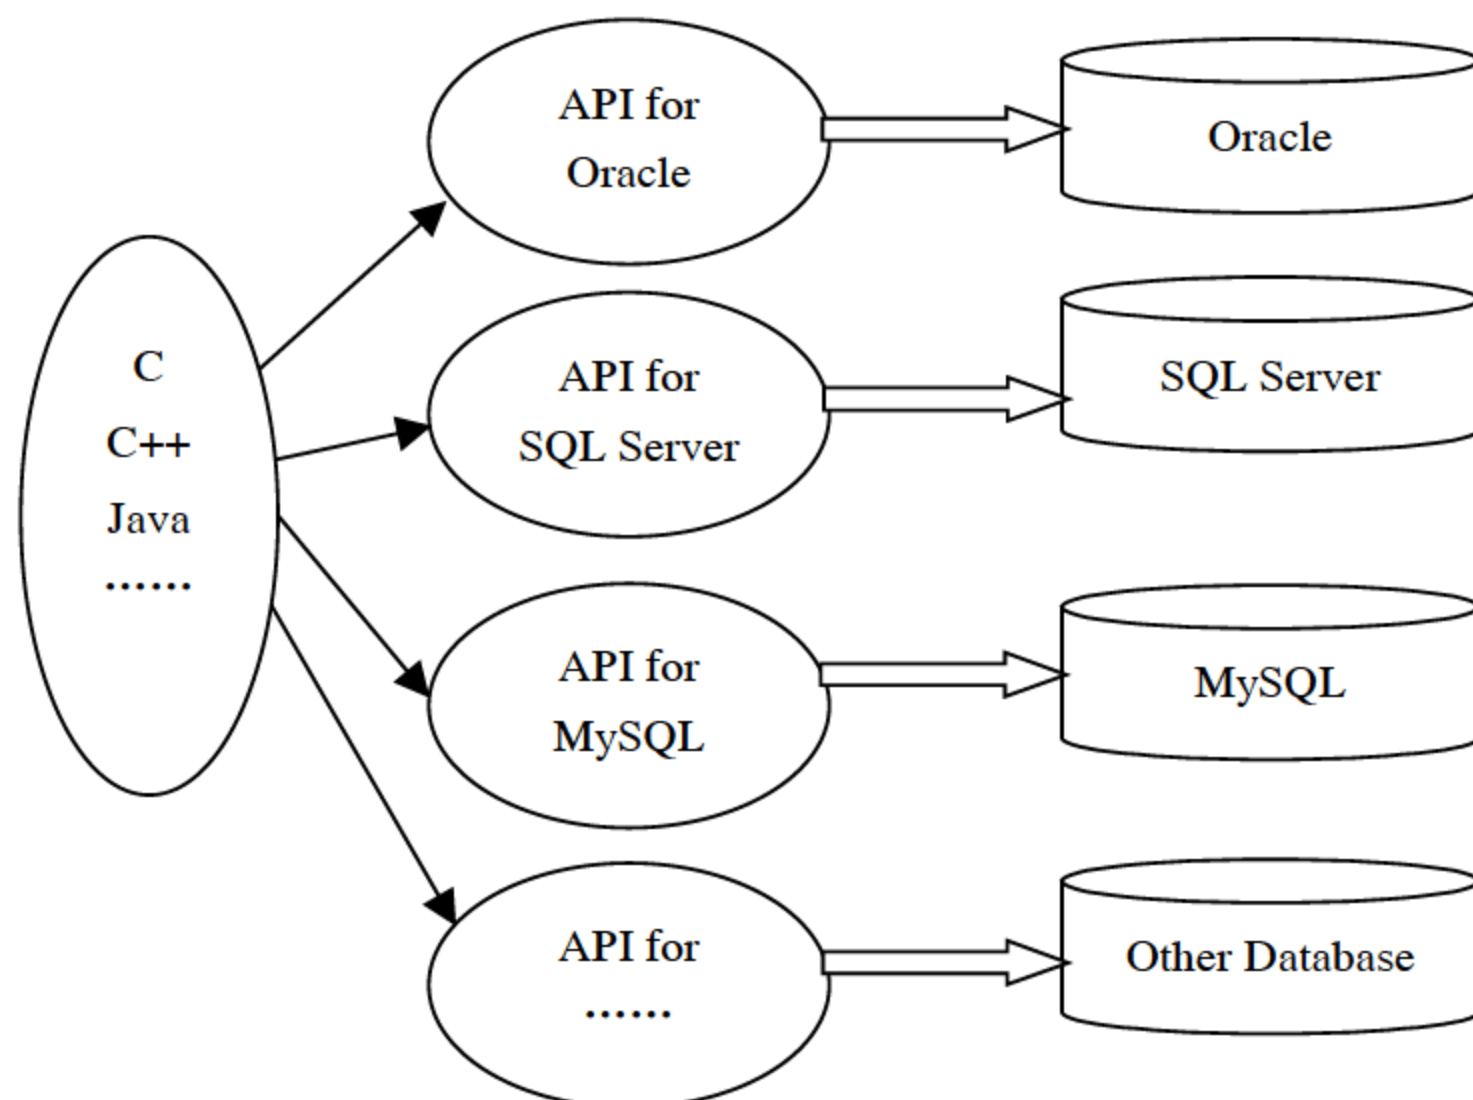 C
C++
Java
......
API for
Oracle
API for
SQL Server
API for
MySQL
API for
......
Oracle
SQL Server
MySQL
Other Database